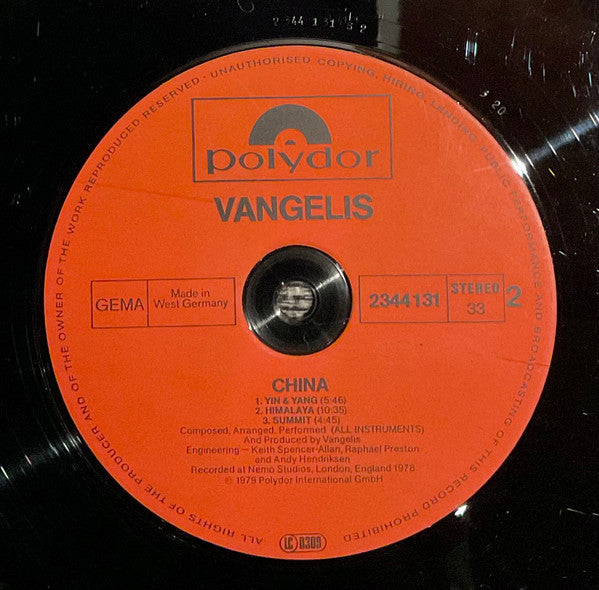 2344 131 S 2
320
ALL RIGHTS OF THE PRODUCER AND OF THE OWNER OF THE WORK REPRODUCED RESERVED · UNAUTHORISED COPYING, HIRING, LENDING, PUBLIC PERFORMANCE AND BROADCASTING OF THIS RECORD PROHIBITED
polydor
VANGELIS
GEMA
Made in
West Germany
2344131
STEREO
33
2
CHINA
1. YIN & YANG (5:46)
2. HIMALAYA (10:35)
3. SUMMIT (4:45)
Composed, Arranged, Performed (ALL INSTRUMENTS)
And Produced by Vangelis
Engineering – Keith Spencer-Allan, Raphael Preston
and Andy Hendriksen
Recorded at Nemo Studios, London, England 1978.
℗ 1979 Polydor International GmbH
LC 0309